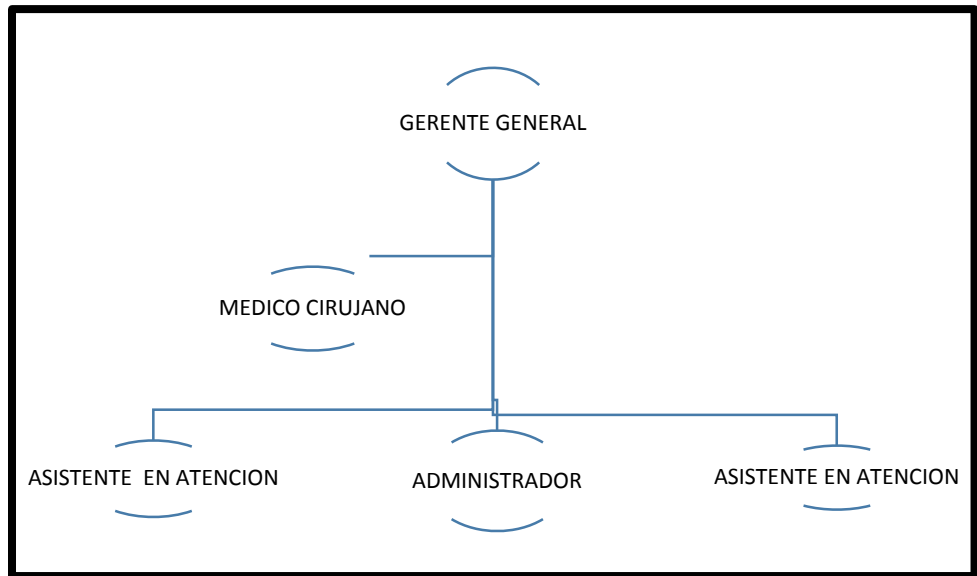 GERENTE GENERAL
MEDICO CIRUJANO
ASISTENTE EN ATENCION
ADMINISTRADOR
ASISTENTE EN ATENCION